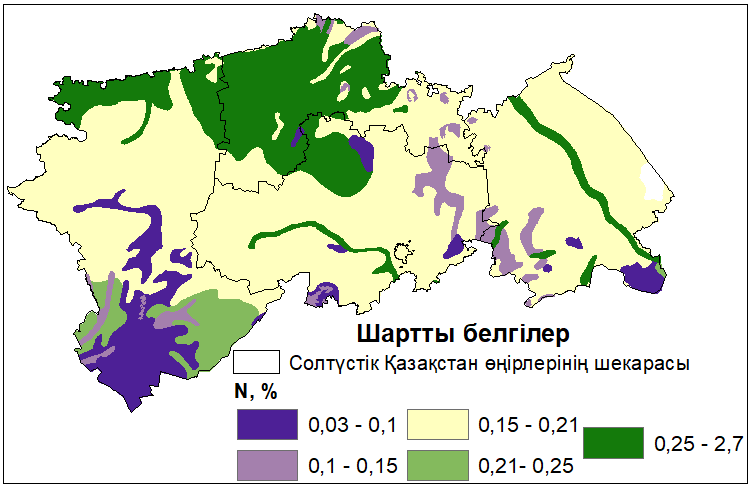 Шартты белгілер
Солтүстік Қазақстан өңірлерінің шекарасы
N, %
0,03 - 0,1
0,15 - 0,21
0,25 - 2,7
0,1 - 0,15
0,21- 0,25